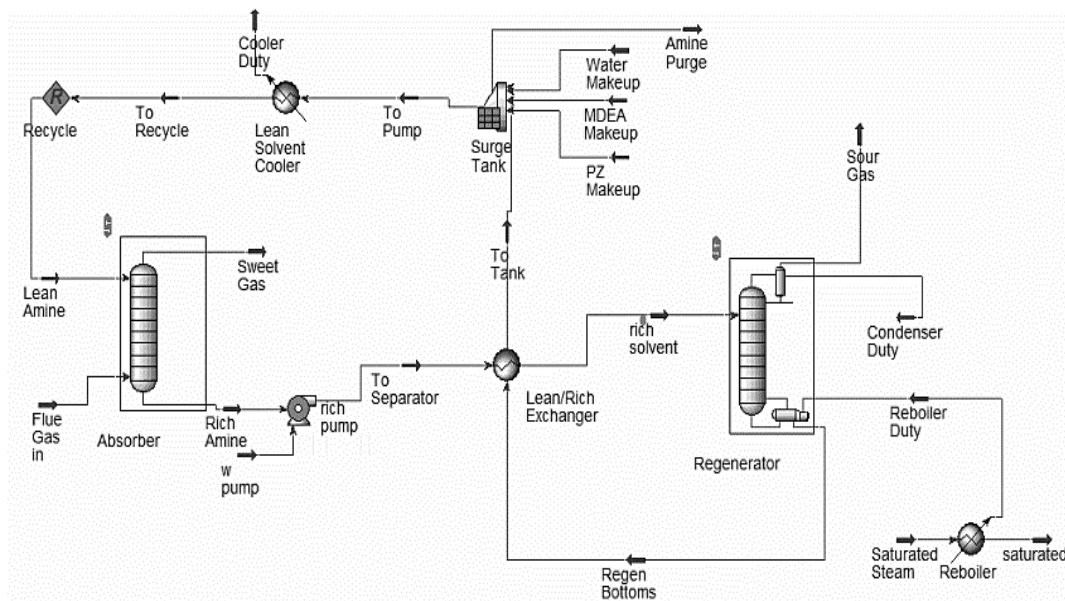 Cooler
Duty
Amine
Purge
Water
Makeup
MDEA
Makeup
PZ
Makeup
R
Recycle
To
Recycle
Lean
Solvent
Cooler
To
Pump
Surge
Tank
Sour
Gas
Lean
Amine
Sweet
Gas
To
Tank
rich
solvent
Condenser
Duty
Flue
Gas
in
Absorber
Rich
Amine
rich
pump
w
pump
To
Separator
Lean/Rich
Exchanger
Regenerator
Reboiler
Duty
Regen
Bottoms
Saturated
Steam
Reboiler
saturated